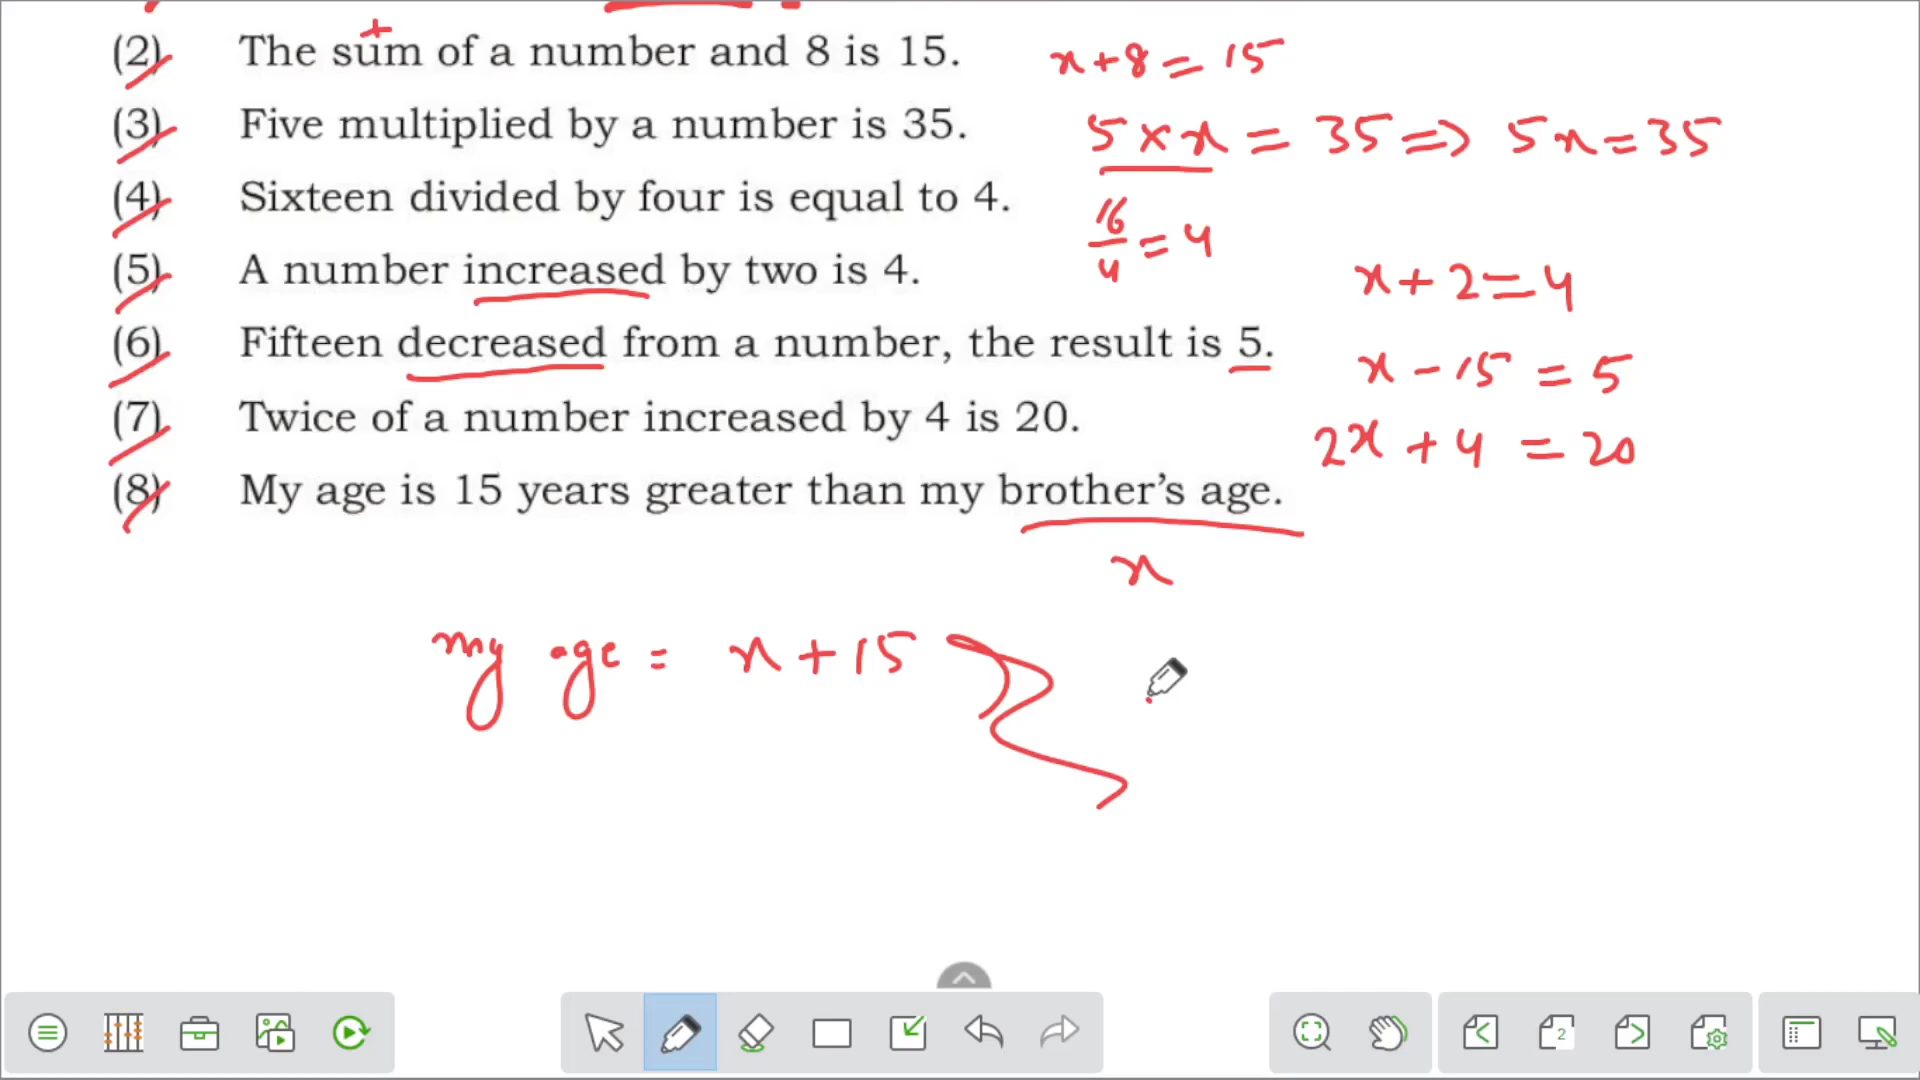 (2) The sum of a number and 8 is 15. x+8=15
+
(3) Five multiplied by a number is 35. 5×x=35⇒5x=35
(4) Sixteen divided by four is equal to 4. 16/4=4
(5) A number increased by two is 4. x+2=4
(6) Fifteen decreased from a number, the result is 5. x-15=5
(7) Twice of a number increased by 4 is 20. 2x+4=20
(8) My age is 15 years greater than my brother's age.
x
my age = x+15
2